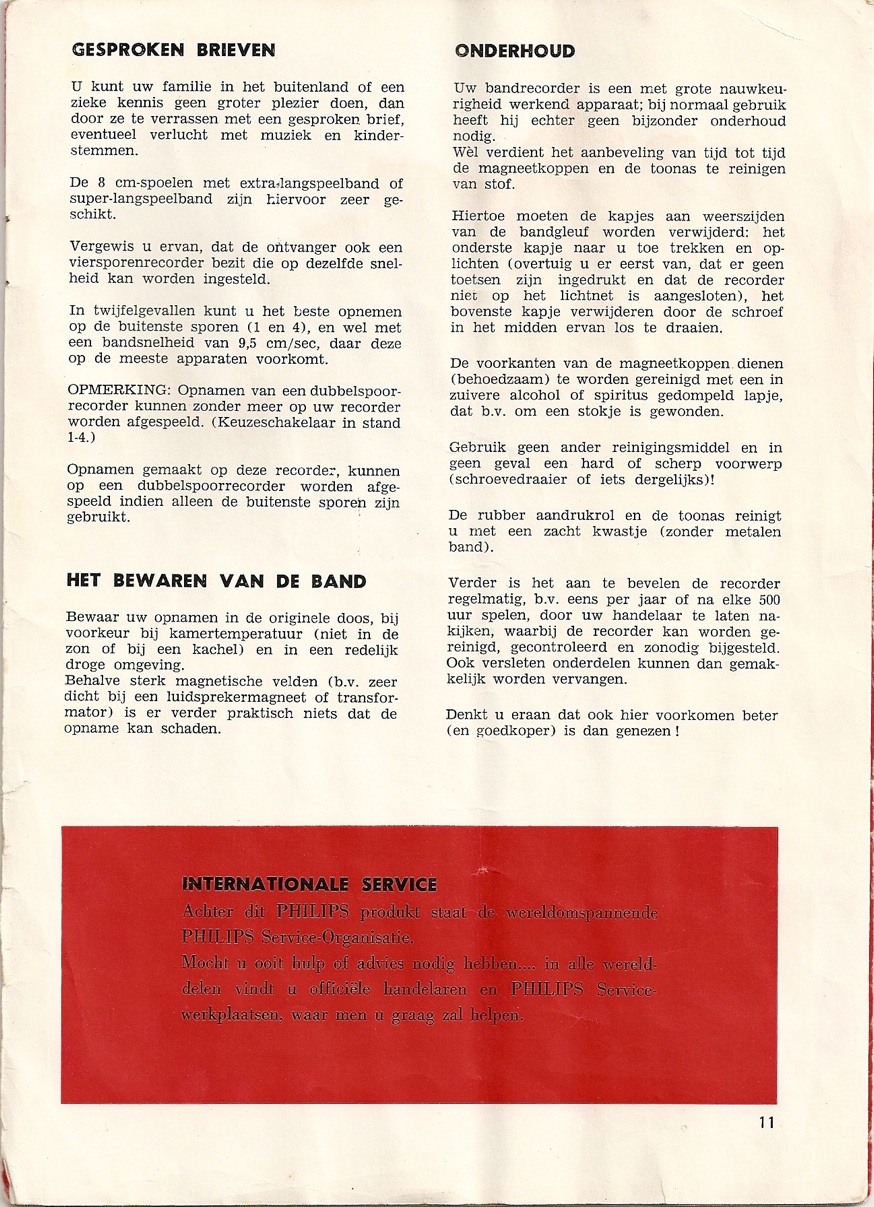 GESPROKEN BRIEVEN
U kunt uw familie in het buitenland of een
zieke kennis geen groter plezier doen, dan
door ze te verrassen met een gesproken brief,
eventueel verlucht met muziek en kinder-
stemmen.
De 8 cm-spoelen met extra-langspeelband of
super-langspeelband zijn hiervoor zeer ge-
schikt.
Vergewis u ervan, dat de ontvanger ook een
viersporenrecorder bezit die op dezelfde snel-
heid kan worden ingesteld.
In twijfelgevallen kunt u het beste opnemen
op de buitenste sporen (1 en 4), en wel met
een bandsnelheid van 9,5 cm/sec, daar deze
op de meeste apparaten voorkomt.
OPMERKING: Opnamen van een dubbelspoor-
recorder kunnen zonder meer op uw recorder
worden afgespeeld. (Keuzeschakelaar in stand
1-4.)
Opnamen gemaakt op deze recorder, kunnen
op een dubbelspoorrecorder worden afge-
speeld indien alleen de buitenste sporen zijn
gebruikt.
HET BEWAREN VAN DE BAND
Bewaar uw opnamen in de originele doos, bij
voorkeur bij kamertemperatuur (niet in de
zon of bij een kachel) en in een redelijk
droge omgeving.
Behalve sterk magnetische velden (b.v. zeer
dicht bij een luidsprekermagneet of transfor-
mator) is er verder praktisch niets dat de
opname kan schaden.
ONDERHOUD
Uw bandrecorder is een met grote nauwkeu-
righeid werkend apparaat; bij normaal gebruik
heeft hij echter geen bijzonder onderhoud
nodig.
Wèl verdient het aanbeveling van tijd tot tijd
de magneetkoppen en de toonas te reinigen
van stof.
Hiertoe moeten de kapjes aan weerszijden
van de bandgleuf worden verwijderd: het
onderste kapje naar u toe trekken en op-
lichten (overtuig u er eerst van, dat er geen
toetsen zijn ingedrukt en dat de recorder
niet op het lichtnet is aangesloten), het
bovenste kapje verwijderen door de schroef
in het midden ervan los te draaien.
De voorkanten van de magneetkoppen dienen
(behoedzaam) te worden gereinigd met een in
zuivere alcohol of spiritus gedompeld lapje,
dat b.v. om een stokje is gewonden.
Gebruik geen ander reinigingsmiddel en in
geen geval een hard of scherp voorwerp
(schroevedraaier of iets dergelijks)!
De rubber aandrukrol en de toonas reinigt
u met een zacht kwastje (zonder metalen
band).
Verder is het aan te bevelen de recorder
regelmatig, b.v. eens per jaar of na elke 500
uur spelen, door uw handelaar te laten na-
kijken, waarbij de recorder kan worden ge-
reinigd, gecontroleerd en zonodig bijgesteld.
Ook versleten onderdelen kunnen dan gemak-
kelijk worden vervangen.
Denkt u eraan dat ook hier voorkomen beter
(en goedkoper) is dan genezen !
INTERNATIONALE SERVICE
Achter dit PHILIPS produkt staat de wereldomspannende
PHILIPS Service-Organisatie.
Mocht u ooit hulp of advies nodig hebben.... in alle wereld-
delen vindt u officiële handelaren en PHILIPS Service-
werkplaatsen, waar men u graag zal helpen.
11